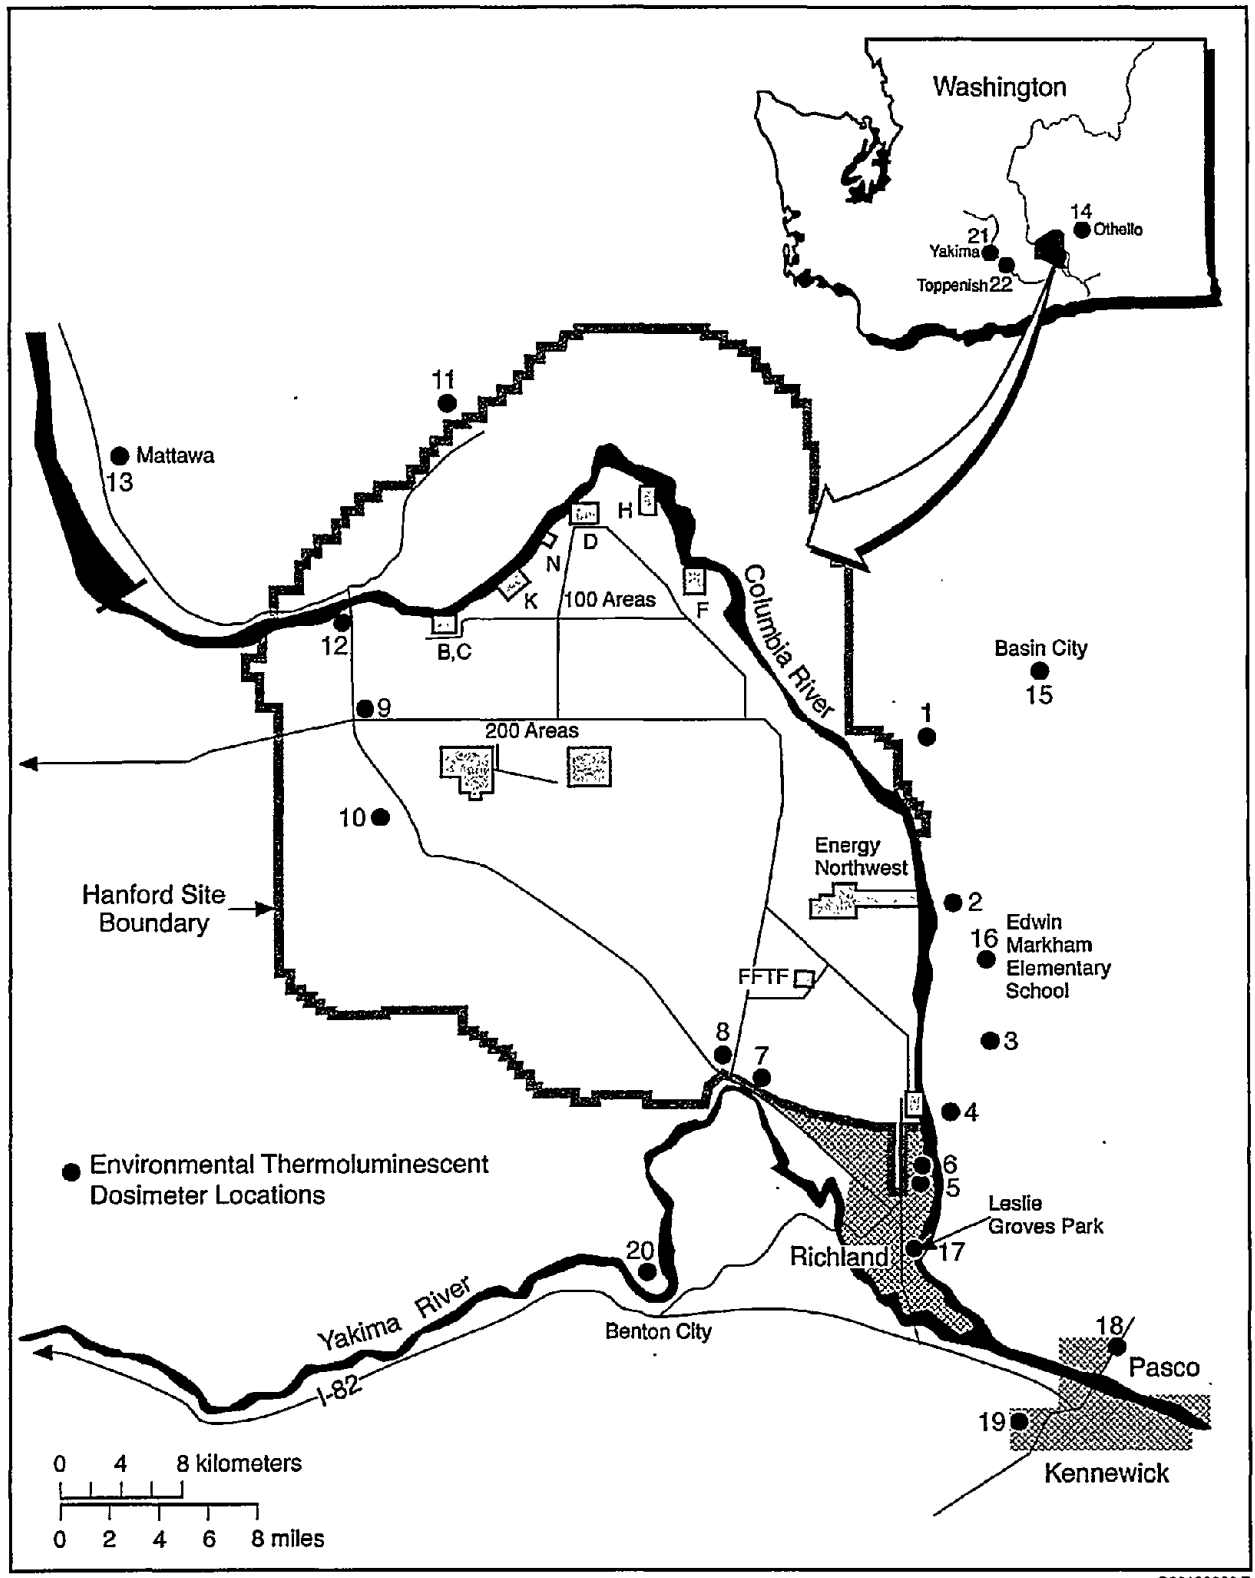 Washington
14
Othello
21
Yakima
Toppenish 22
11
Mattawa
13
H
D
N
K
100 Areas
F
B,C
12
Columbia River
Basin City
15
9
1
200 Areas
10
Energy
Northwest
Hanford Site
Boundary
2
16
Edwin
Markham
Elementary
School
FFTF
3
8
7
4
Environmental Thermoluminescent
Dosimeter Locations
6
5
Leslie
Groves Park
17
Richland
20
Yakima River
Benton City
I-82
18
Pasco
19
Kennewick
0 4 8 kilometers
0 2 4 6 8 miles